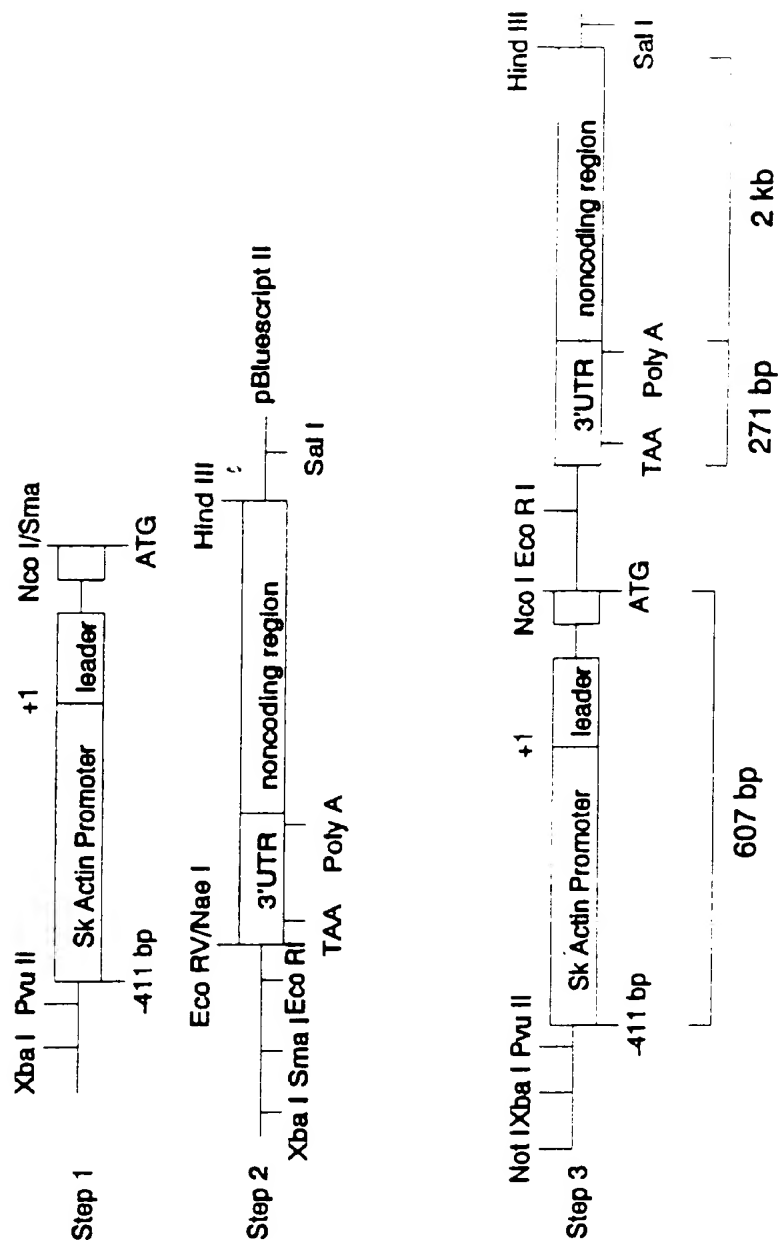 Step 1
Xba I Pvu II +1 Nco I/Sma
Sk Actin Promoter leader
-411 bp ATG
Step 2
Eco RV/Nae I Hind III
3'UTR noncoding region
pBluescript II
Xba I Sma I Eco RI TAA Poly A Sal I
Step 3
Not I Xba I Pvu II +1 Nco I Eco R I Hind III
Sk Actin Promoter leader 3'UTR noncoding region
-411 bp ATG TAA Poly A Sal I
607 bp 271 bp 2 kb